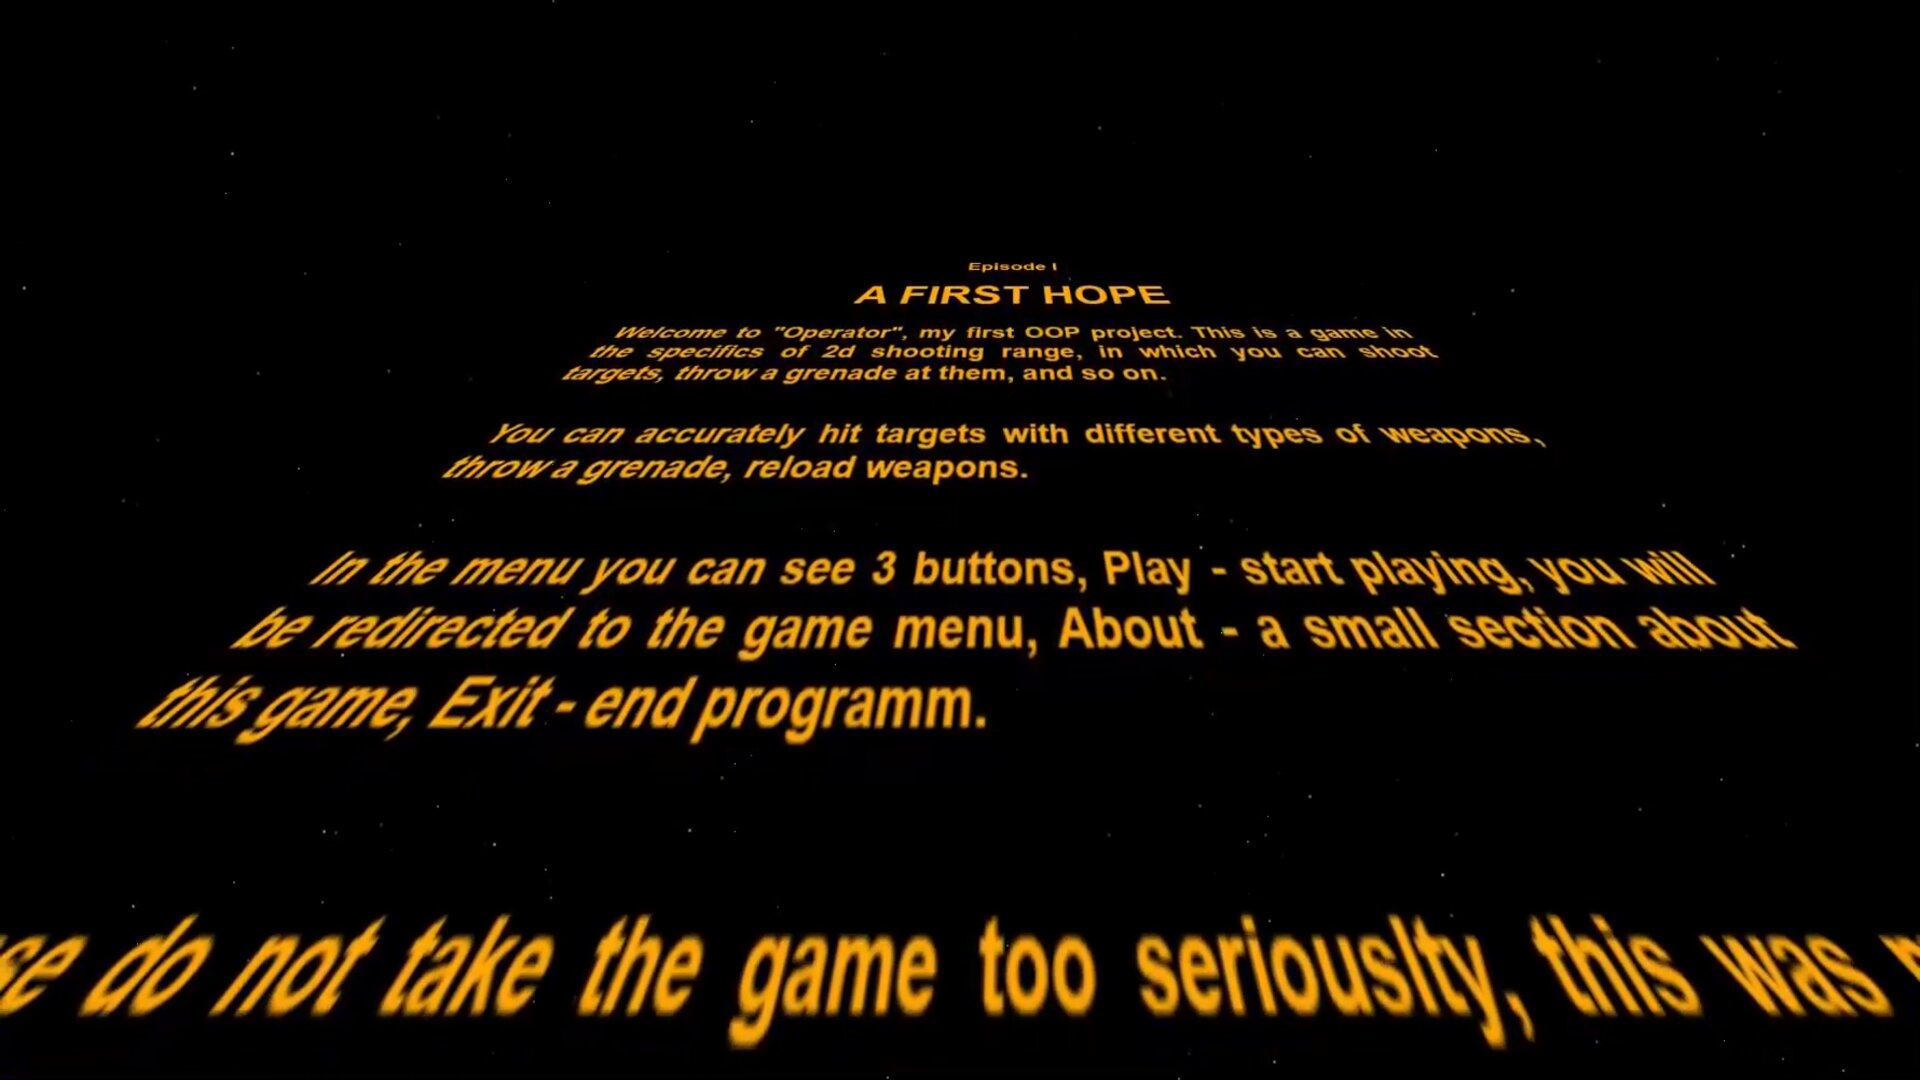 Episode I
A FIRST HOPE
Welcome to "Operator", my first OOP project. This is a game in
the specifics of 2d shooting range, in which you can shoot
targets, throw a grenade at them, and so on.
You can accurately hit targets with different types of weapons,
throw a grenade, reload weapons.
In the menu you can see 3 buttons, Play - start playing, you will
be redirected to the game menu, About - a small section about
this game, Exit - end programm.
do not take the game too seriouslty, this was